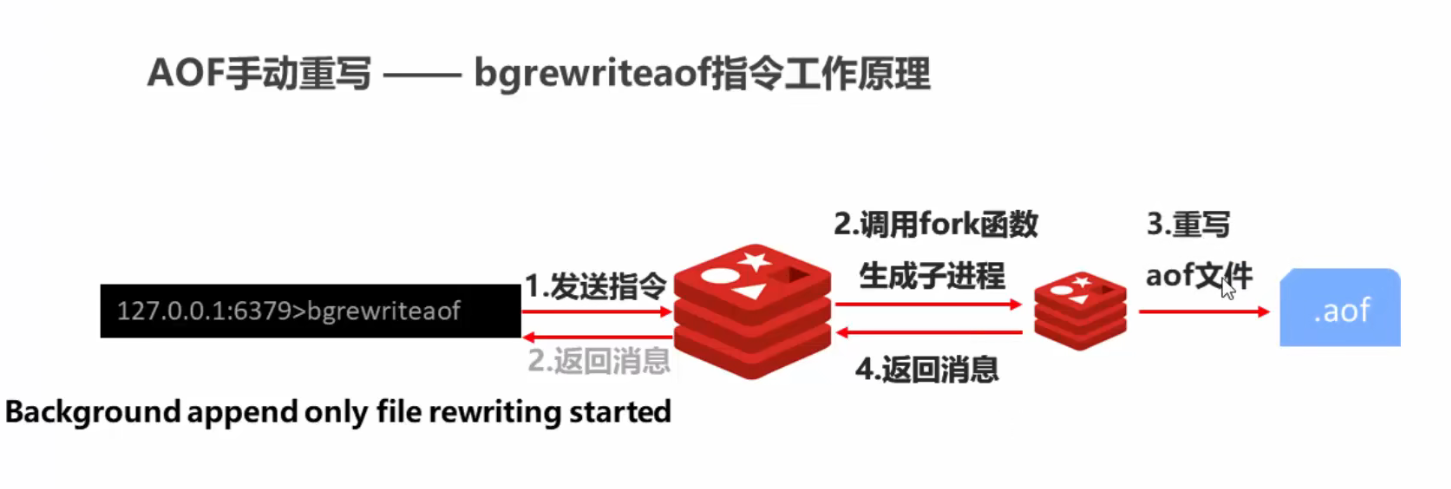 AOF手动重写 —— bgrewriteaof指令工作原理
2.调用fork函数
生成子进程
3.重写
aof文件
1.发送指令
127.0.0.1:6379>bgrewriteaof
.aof
2.返回消息
4.返回消息
Background append only file rewriting started